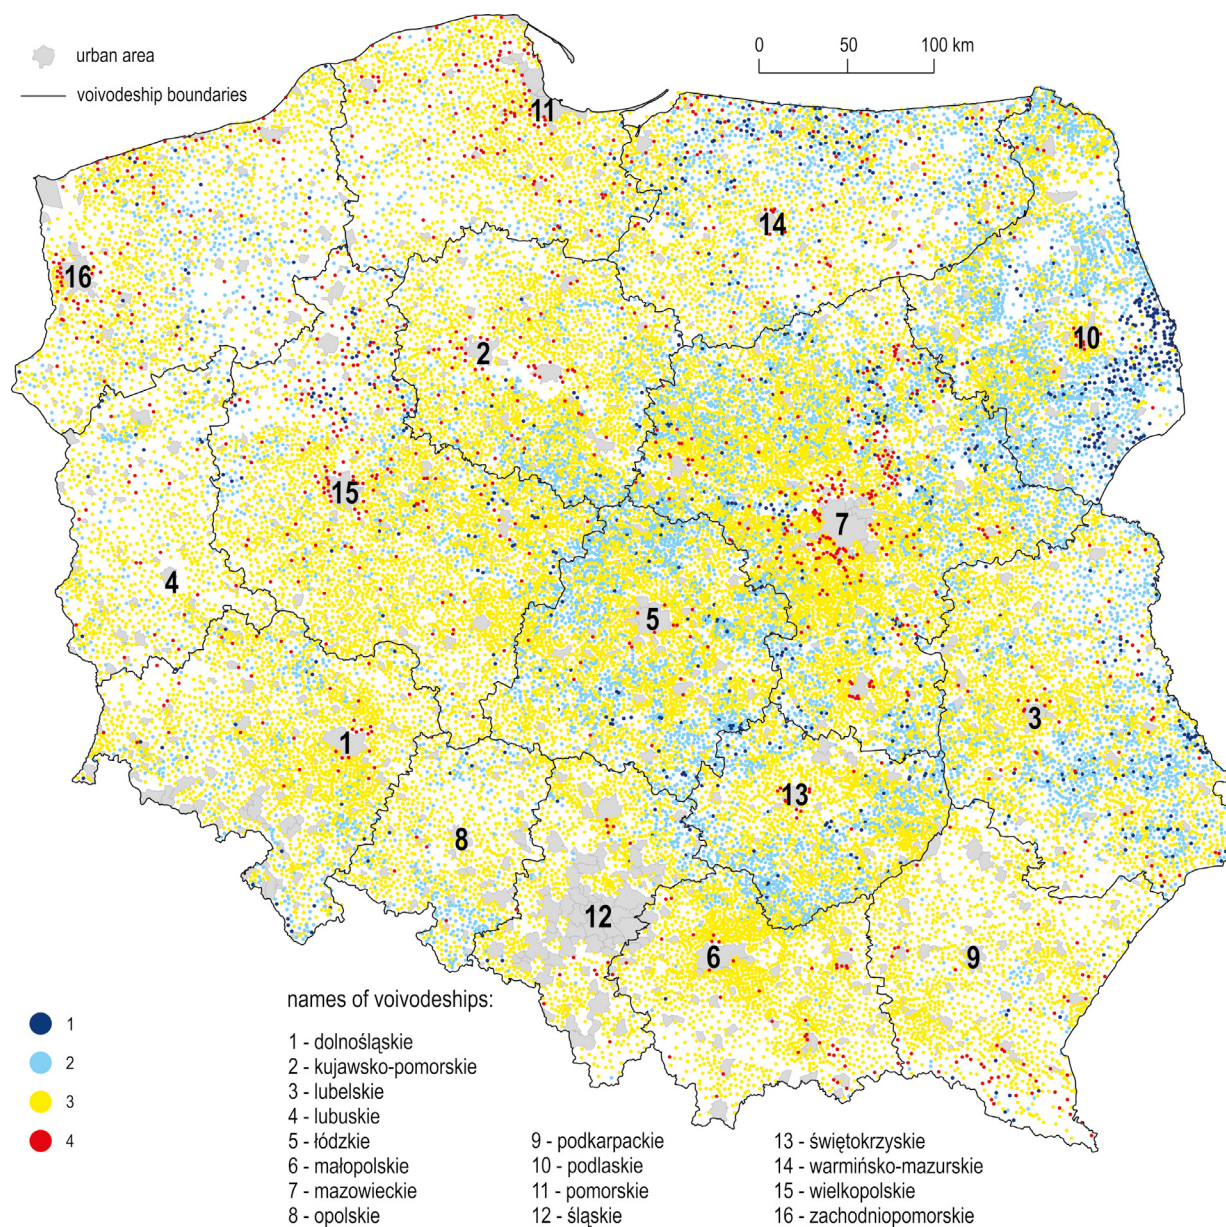 urban area
voivodeship boundaries
0 50 100 km
11
14
16
10
2
15
7
4
5
3
1
13
8
12
6
9
1
2
3
4
names of voivodeships:
1 - dolnośląskie
2 - kujawsko-pomorskie
3 - lubelskie
4 - lubuskie
5 - łódzkie
6 - małopolskie
7 - mazowieckie
8 - opolskie
9 - podkarpackie
10 - podlaskie
11 - pomorskie
12 - śląskie
13 - świętokrzyskie
14 - warmińsko-mazurskie
15 - wielkopolskie
16 - zachodniopomorskie